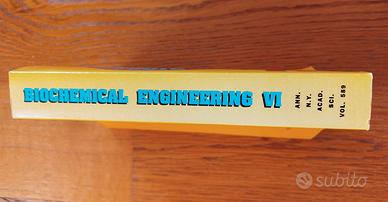 BIOCHEMICAL ENGINEERING VI
ANN.
N.Y.
ACAD.
SCI.
VOL. 589
subito